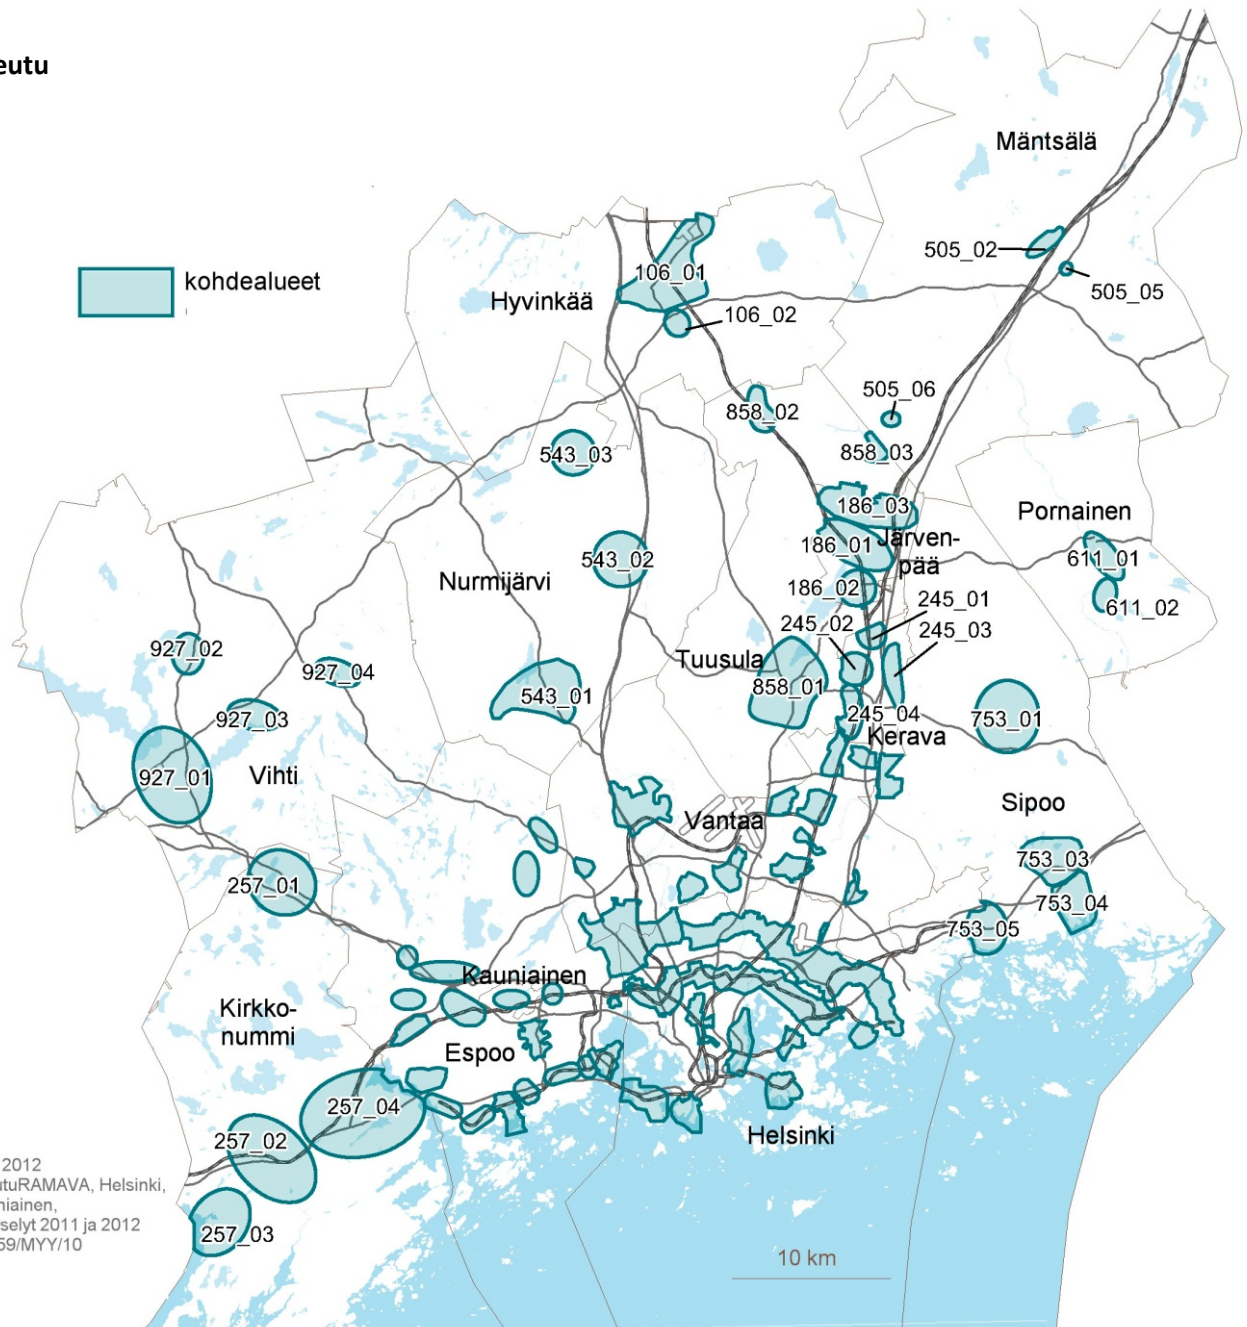 eutu
Mäntsälä
505_02
505_05
kohdealueet
106_01
Hyvinkää
106_02
505_06
858_02
858_03
543_03
186_03
Pornainen
186_01
Järven-
pää
611_01
543_02
Nurmijärvi
186_02
611_02
245_01
245_02
245_03
927_02
Tuusula
927_04
858_01
543_01
927_03
245_04
753_01
Kerava
927_01
Vihti
Sipoo
Vantaa
753_03
257_01
753_04
753_05
Kauniainen
Kirkko-
nummi
Espoo
257_04
257_02
Helsinki
257_03
2012
utuRAMAVA, Helsinki,
niainen,
selyt 2011 ja 2012
59/MYY/10
10 km